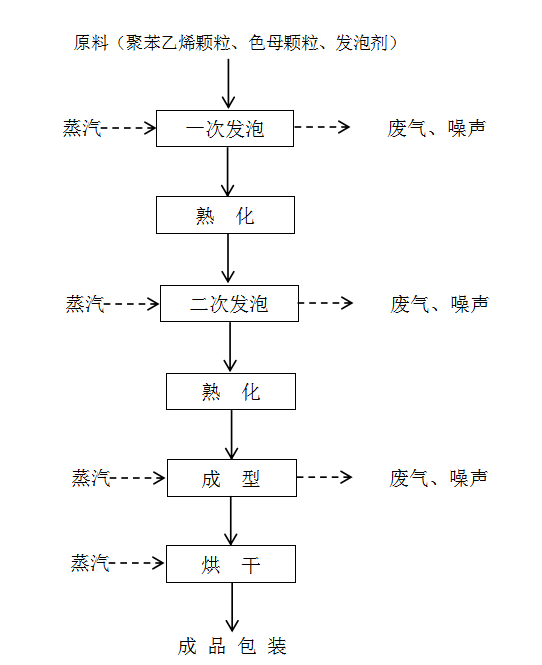 原料（聚苯乙烯颗粒、色母颗粒、发泡剂）
蒸汽 一次发泡 废气、噪声
熟 化
蒸汽 二次发泡 废气、噪声
熟 化
蒸汽 成 型 废气、噪声
蒸汽 烘 干
成 品 包 装